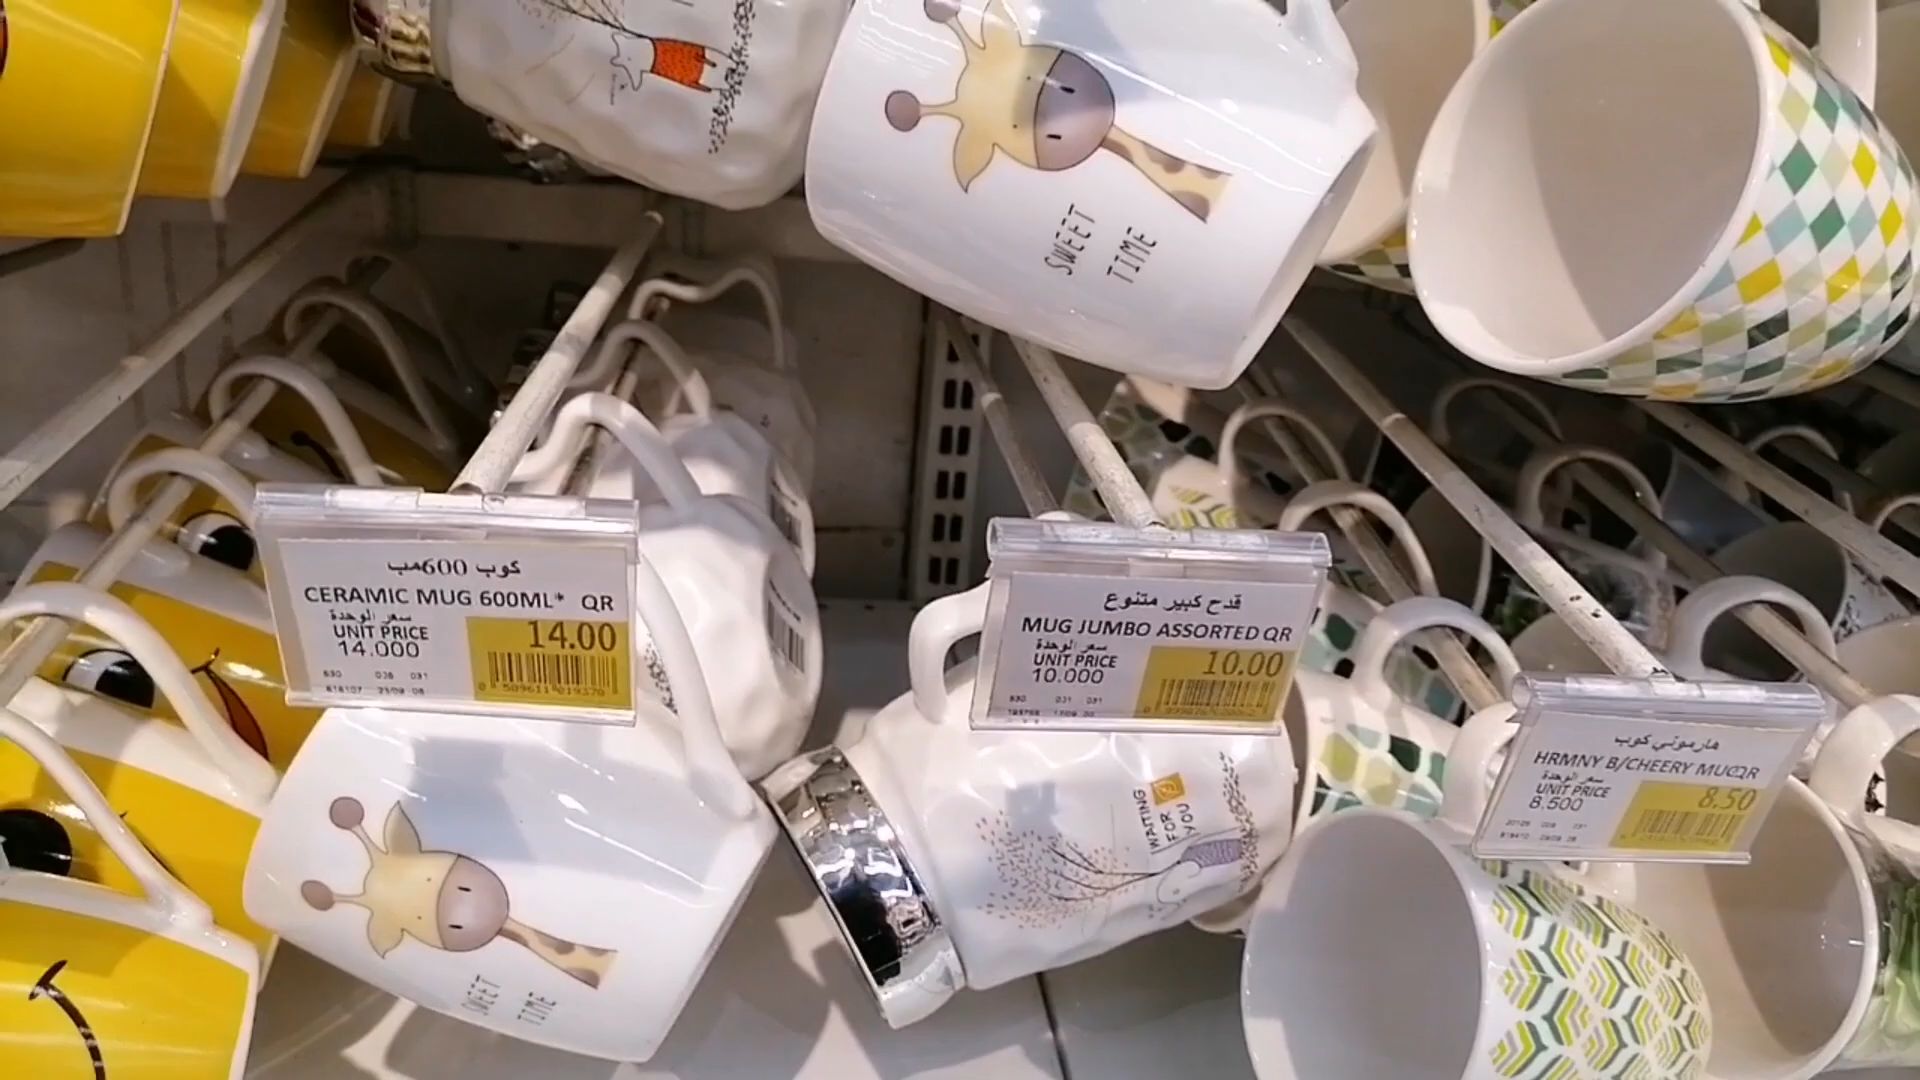 SWEET
TIME
كوب 600مب
CERAMIC MUG 600ML* QR
سعر الوحدة
UNIT PRICE
14.000
14.00
قدح كبير متنوع
MUG JUMBO ASSORTED QR
سعر الوحدة
UNIT PRICE
10.000
10.00
هارموني كوب
HRMNY B/CHEERY MUGQR
سعر الوحدة
UNIT PRICE
8.500
8.50
WAITING
FOR
YOU
SWEET
TIME